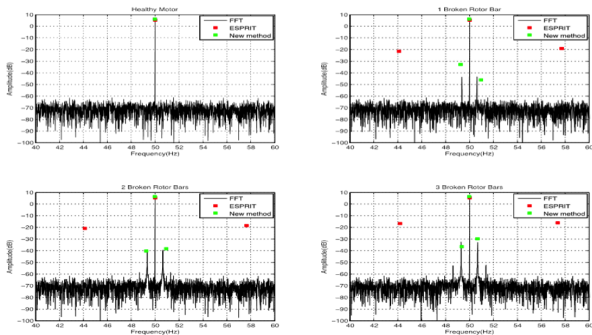 Healthy Motor
FFT
ESPRIT
New method
Amplitude(dB)
10
0
−10
−20
−30
−40
−50
−60
−70
−80
−90
−100
40 42 44 46 48 50 52 54 56 58 60
Frequency(Hz)
1 Broken Rotor Bar
FFT
ESPRIT
New method
Amplitude(dB)
10
0
−10
−20
−30
−40
−50
−60
−70
−80
−90
−100
40 42 44 46 48 50 52 54 56 58 60
Frequency(Hz)
2 Broken Rotor Bars
FFT
ESPRIT
New method
Amplitude(dB)
10
0
−10
−20
−30
−40
−50
−60
−70
−80
−90
−100
40 42 44 46 48 50 52 54 56 58 60
Frequency(Hz)
3 Broken Rotor Bars
FFT
ESPRIT
New method
Amplitude(dB)
10
0
−10
−20
−30
−40
−50
−60
−70
−80
−90
−100
40 42 44 46 48 50 52 54 56 58 60
Frequency(Hz)